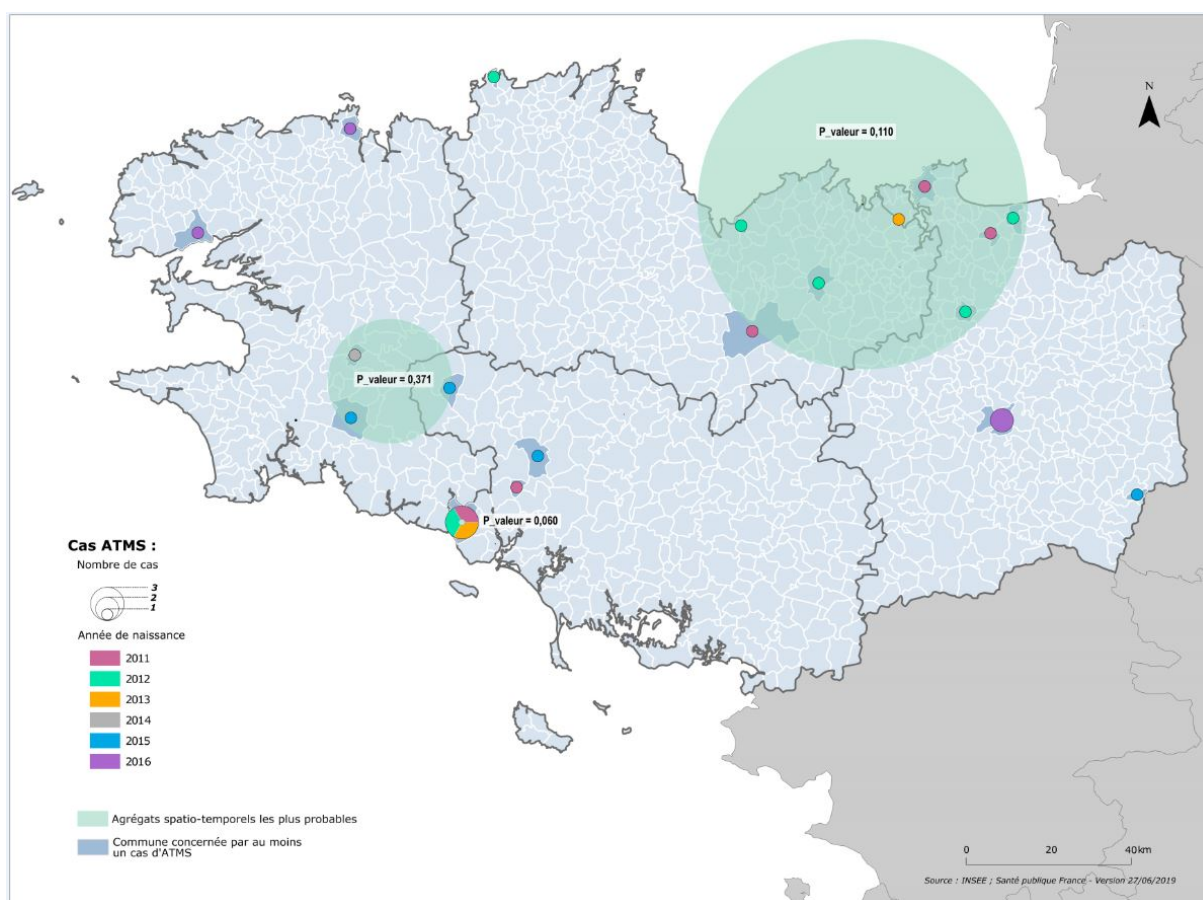 N
P_valeur = 0,110
P_valeur = 0,371
P_valeur = 0,060
Cas ATMS :
Nombre de cas
3
2
1
Année de naissance
2011
2012
2013
2014
2015
2016
Agrégats spatio-temporels les plus probables
Commune concernée par au moins
un cas d'ATMS
0 20 40km
Source : INSEE ; Santé publique France - Version 27/06/2019